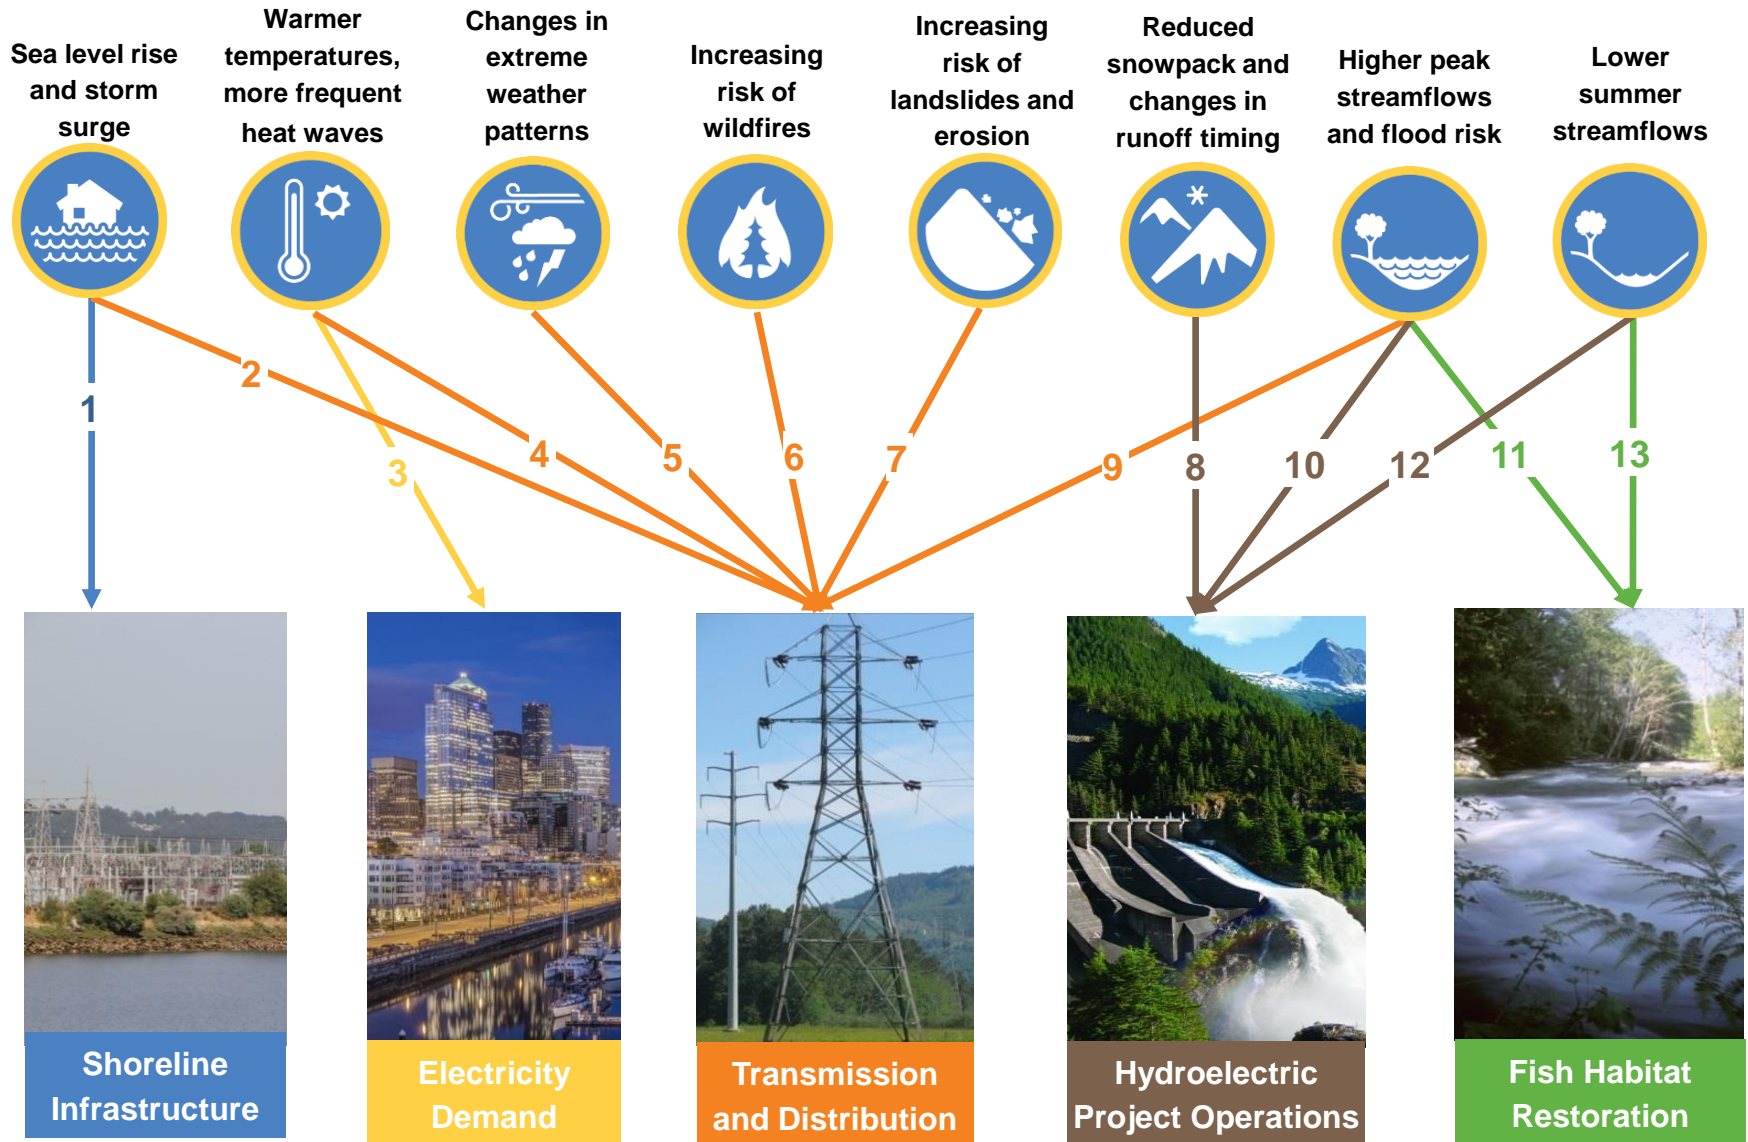 Sea level rise
and storm
surge
Warmer
temperatures,
more frequent
heat waves
Changes in
extreme
weather
patterns
Increasing
risk of
wildfires
Increasing
risk of
landslides and
erosion
Reduced
snowpack and
changes in
runoff timing
Higher peak
streamflows
and flood risk
Lower
summer
streamflows
1
2
3
4
5
6
7
8
9
10
11
12
13
Shoreline
Infrastructure
Electricity
Demand
Transmission
and Distribution
Hydroelectric
Project Operations
Fish Habitat
Restoration